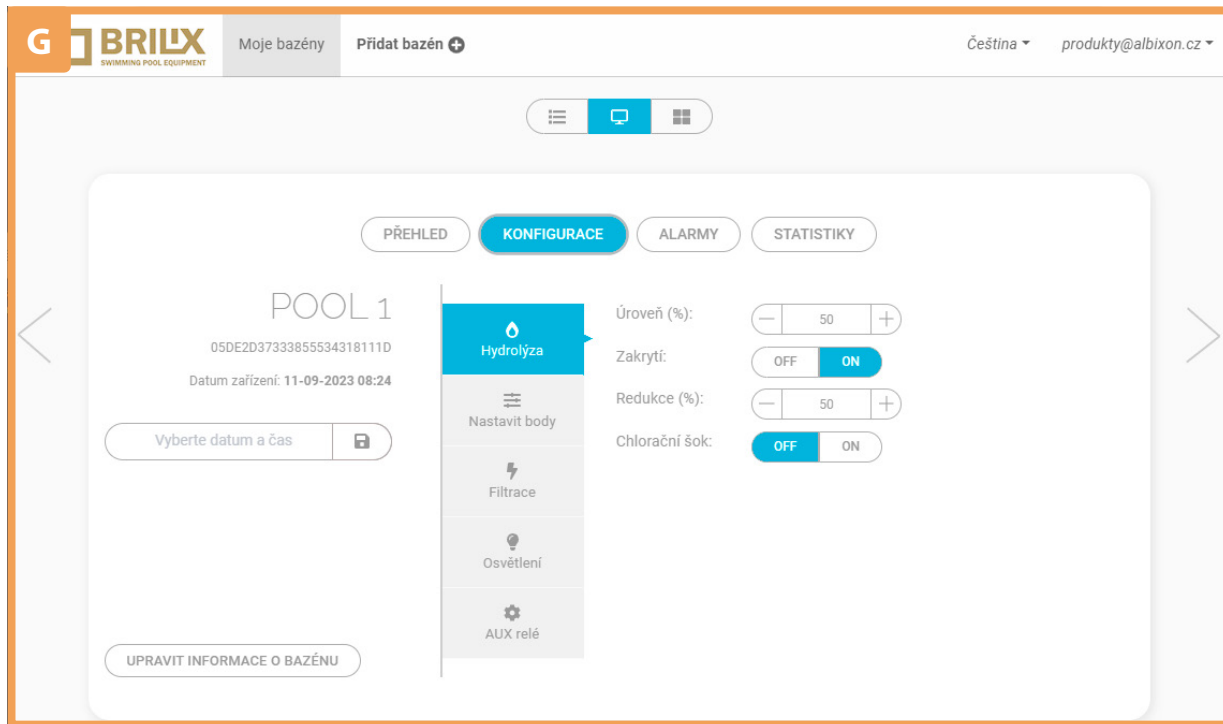 G
BRILIX
SWIMMING POOL EQUIPMENT
Moje bazény
Přidat bazén
Čeština
produkty@albixon.cz
PŘEHLED
KONFIGURACE
ALARMY
STATISTIKY
POOL 1
05DE2D37333855534318111D
Datum zařízení: 11-09-2023 08:24
Vyberte datum a čas
UPRAVIT INFORMACE O BAZÉNU
Hydrolýza
Nastavit body
Filtrace
Osvětlení
AUX relé
Úroveň (%): 50
Zakrytí: OFF ON
Redukce (%): 50
Chlorační šok: OFF ON